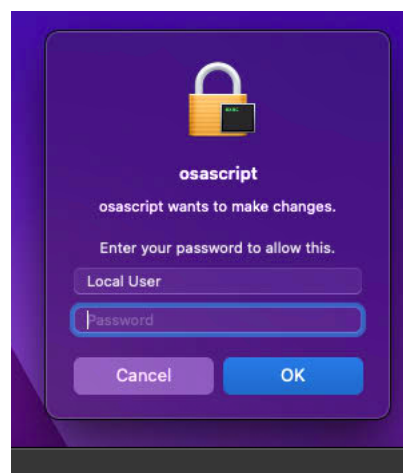 osascript
osascript wants to make changes.
Enter your password to allow this.
Local User
Password
Cancel
OK